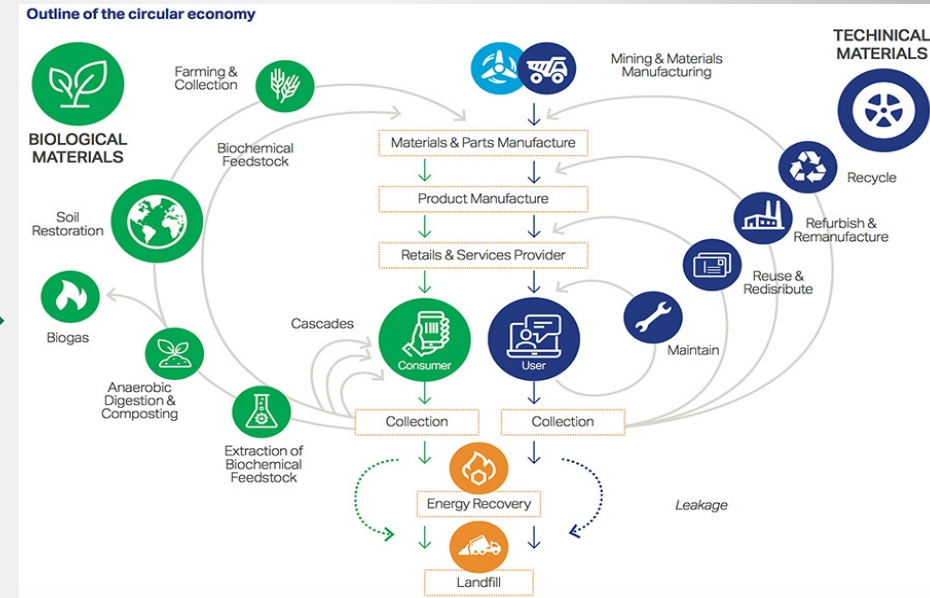 Outline of the circular economy
TECHINICAL
MATERIALS
Farming &
Collection
Mining & Materials
Manufacturing
BIOLOGICAL
MATERIALS
Biochemical
Feedstock
Materials & Parts Manufacture
Recycle
Product Manufacture
Soil
Restoration
Refurbish &
Remanufacture
Retails & Services Provider
Reuse &
Redisribute
Biogas
Cascades
Consumer
User
Maintain
Anaerobic
Digestion &
Composting
Collection
Collection
Extraction of
Biochemical
Feedstock
Energy Recovery
Leakage
Landfill